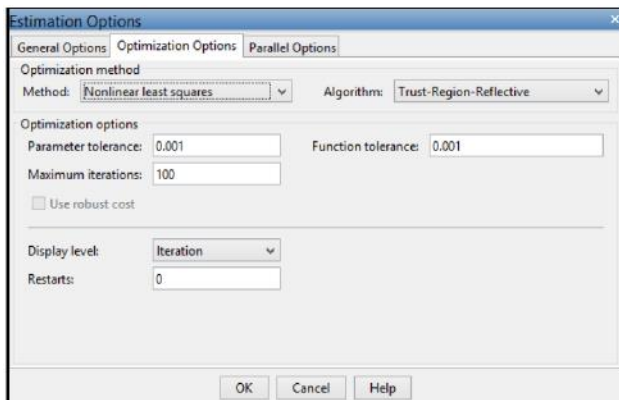 Estimation Options
General Options Optimization Options Parallel Options
Optimization method
Method: Nonlinear least squares Algorithm: Trust-Region-Reflective
Optimization options
Parameter tolerance: 0.001 Function tolerance: 0.001
Maximum iterations: 100
Use robust cost
Display level: Iteration
Restarts: 0
OK Cancel Help